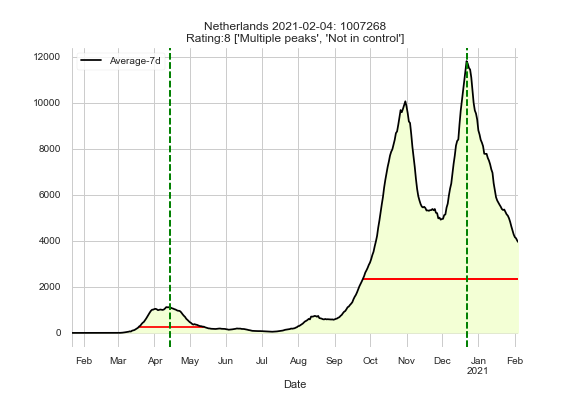 Netherlands 2021-02-04: 1007268
Rating:8 ['Multiple peaks', 'Not in control']
Average-7d
12000
10000
8000
6000
4000
2000
0
Feb Mar Apr May Jun Jul Aug Sep Oct Nov Dec Jan Feb
2021
Date